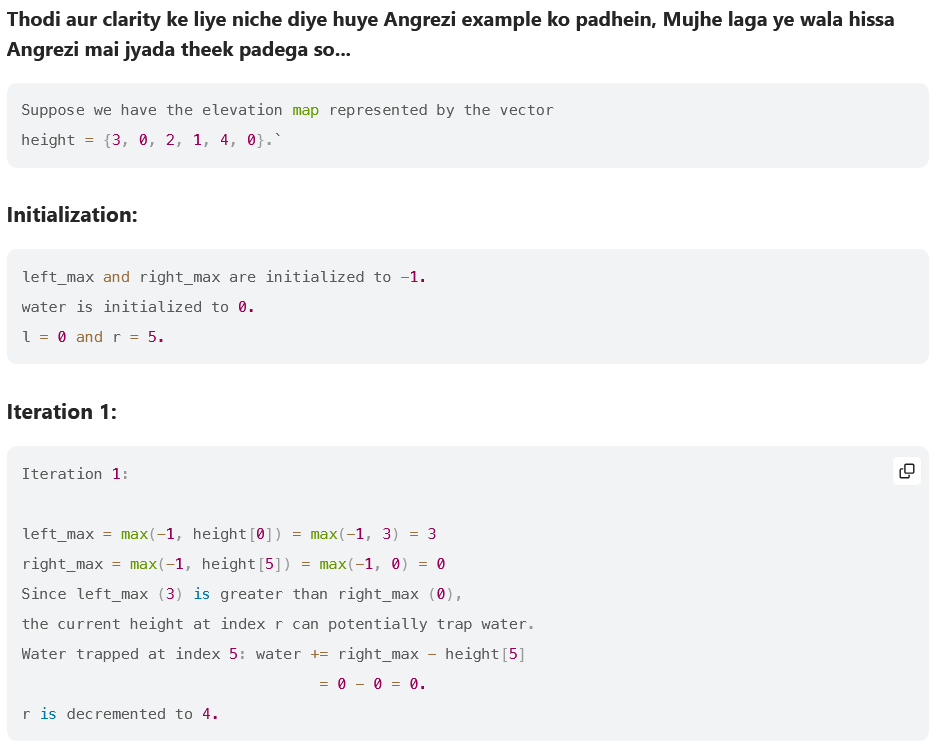 Thodi aur clarity ke liye niche diye huye Angrezi example ko padhein, Mujhe laga ye wala hissa
Angrezi mai jyada theek padega so...
Suppose we have the elevation map represented by the vector
height = {3, 0, 2, 1, 4, 0}.`
Initialization:
left_max and right_max are initialized to -1.
water is initialized to 0.
l = 0 and r = 5.
Iteration 1:
Iteration 1:
left_max = max(-1, height[0]) = max(-1, 3) = 3
right_max = max(-1, height[5]) = max(-1, 0) = 0
Since left_max (3) is greater than right_max (0),
the current height at index r can potentially trap water.
Water trapped at index 5: water += right_max - height[5]
= 0 - 0 = 0.
r is decremented to 4.